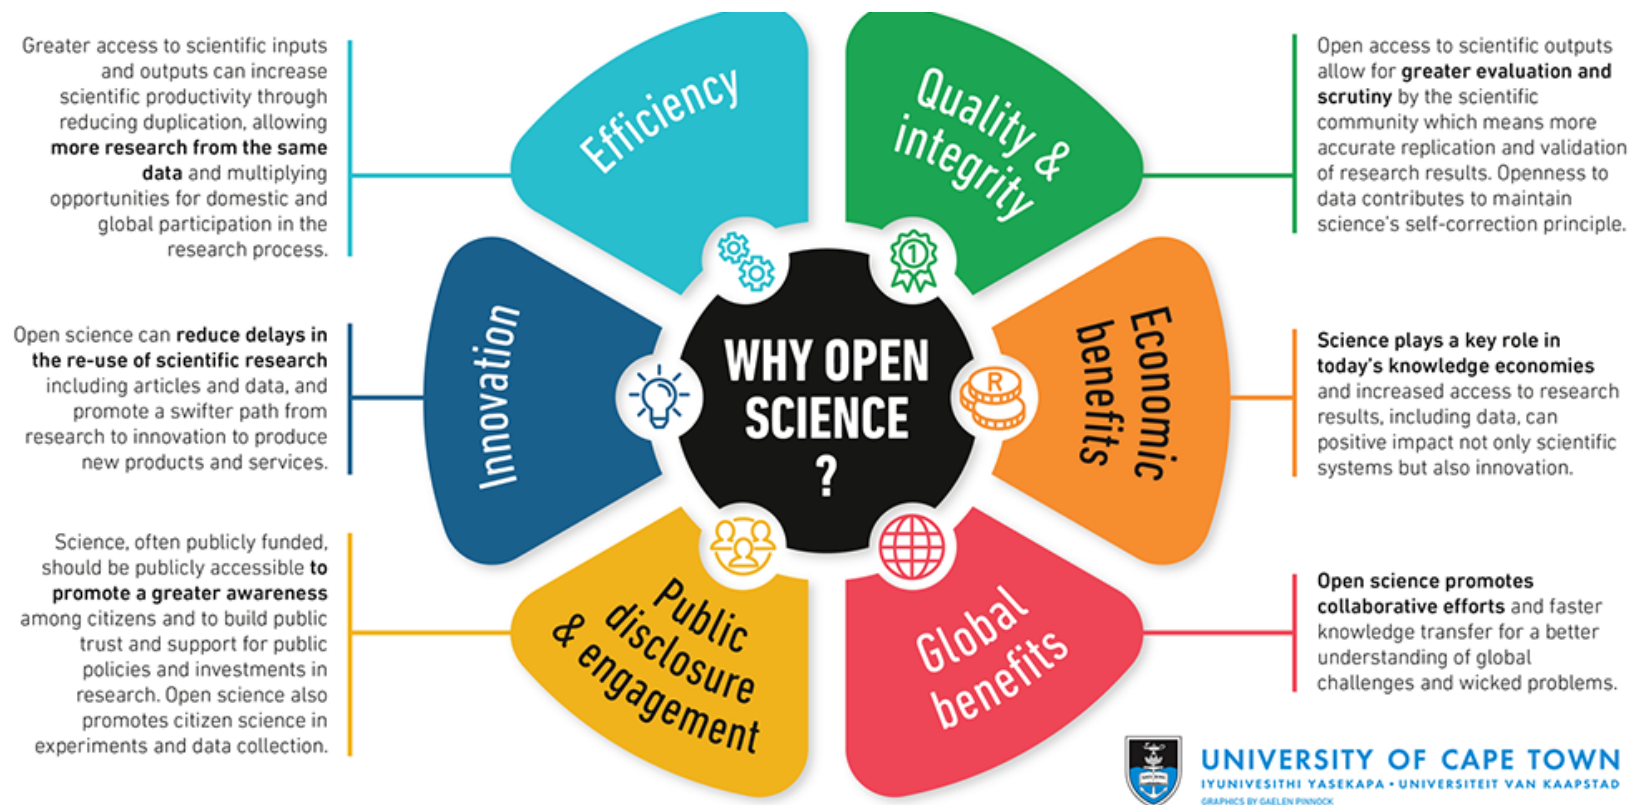 Greater access to scientific inputs
and outputs can increase
scientific productivity through
reducing duplication, allowing
more research from the same
data and multiplying
opportunities for domestic and
global participation in the
research process.
Efficiency
Quality &
integrity
Open access to scientific outputs
allow for greater evaluation and
scrutiny by the scientific
community which means more
accurate replication and validation
of research results. Openness to
data contributes to maintain
science's self-correction principle.
Open science can reduce delays in
the re-use of scientific research
including articles and data, and
promote a swifter path from
research to innovation to produce
new products and services.
Innovation
WHY OPEN
SCIENCE
?
R
1
Economic
benefits
Science plays a key role in
today's knowledge economies
and increased access to research
results, including data, can
positive impact not only scientific
systems but also innovation.
Science, often publicly funded,
should be publicly accessible to
promote a greater awareness
among citizens and to build public
trust and support for public
policies and investments in
research. Open science also
promotes citizen science in
experiments and data collection.
Public
disclosure
& engagement
Global
benefits
Open science promotes
collaborative efforts and faster
knowledge transfer for a better
understanding of global
challenges and wicked problems.
UNIVERSITY OF CAPE TOWN
IYUNIVESITHI YASEKAPA • UNIVERSITEIT VAN KAAPSTAD
GRAPHICS BY GAELEN PINNOCK